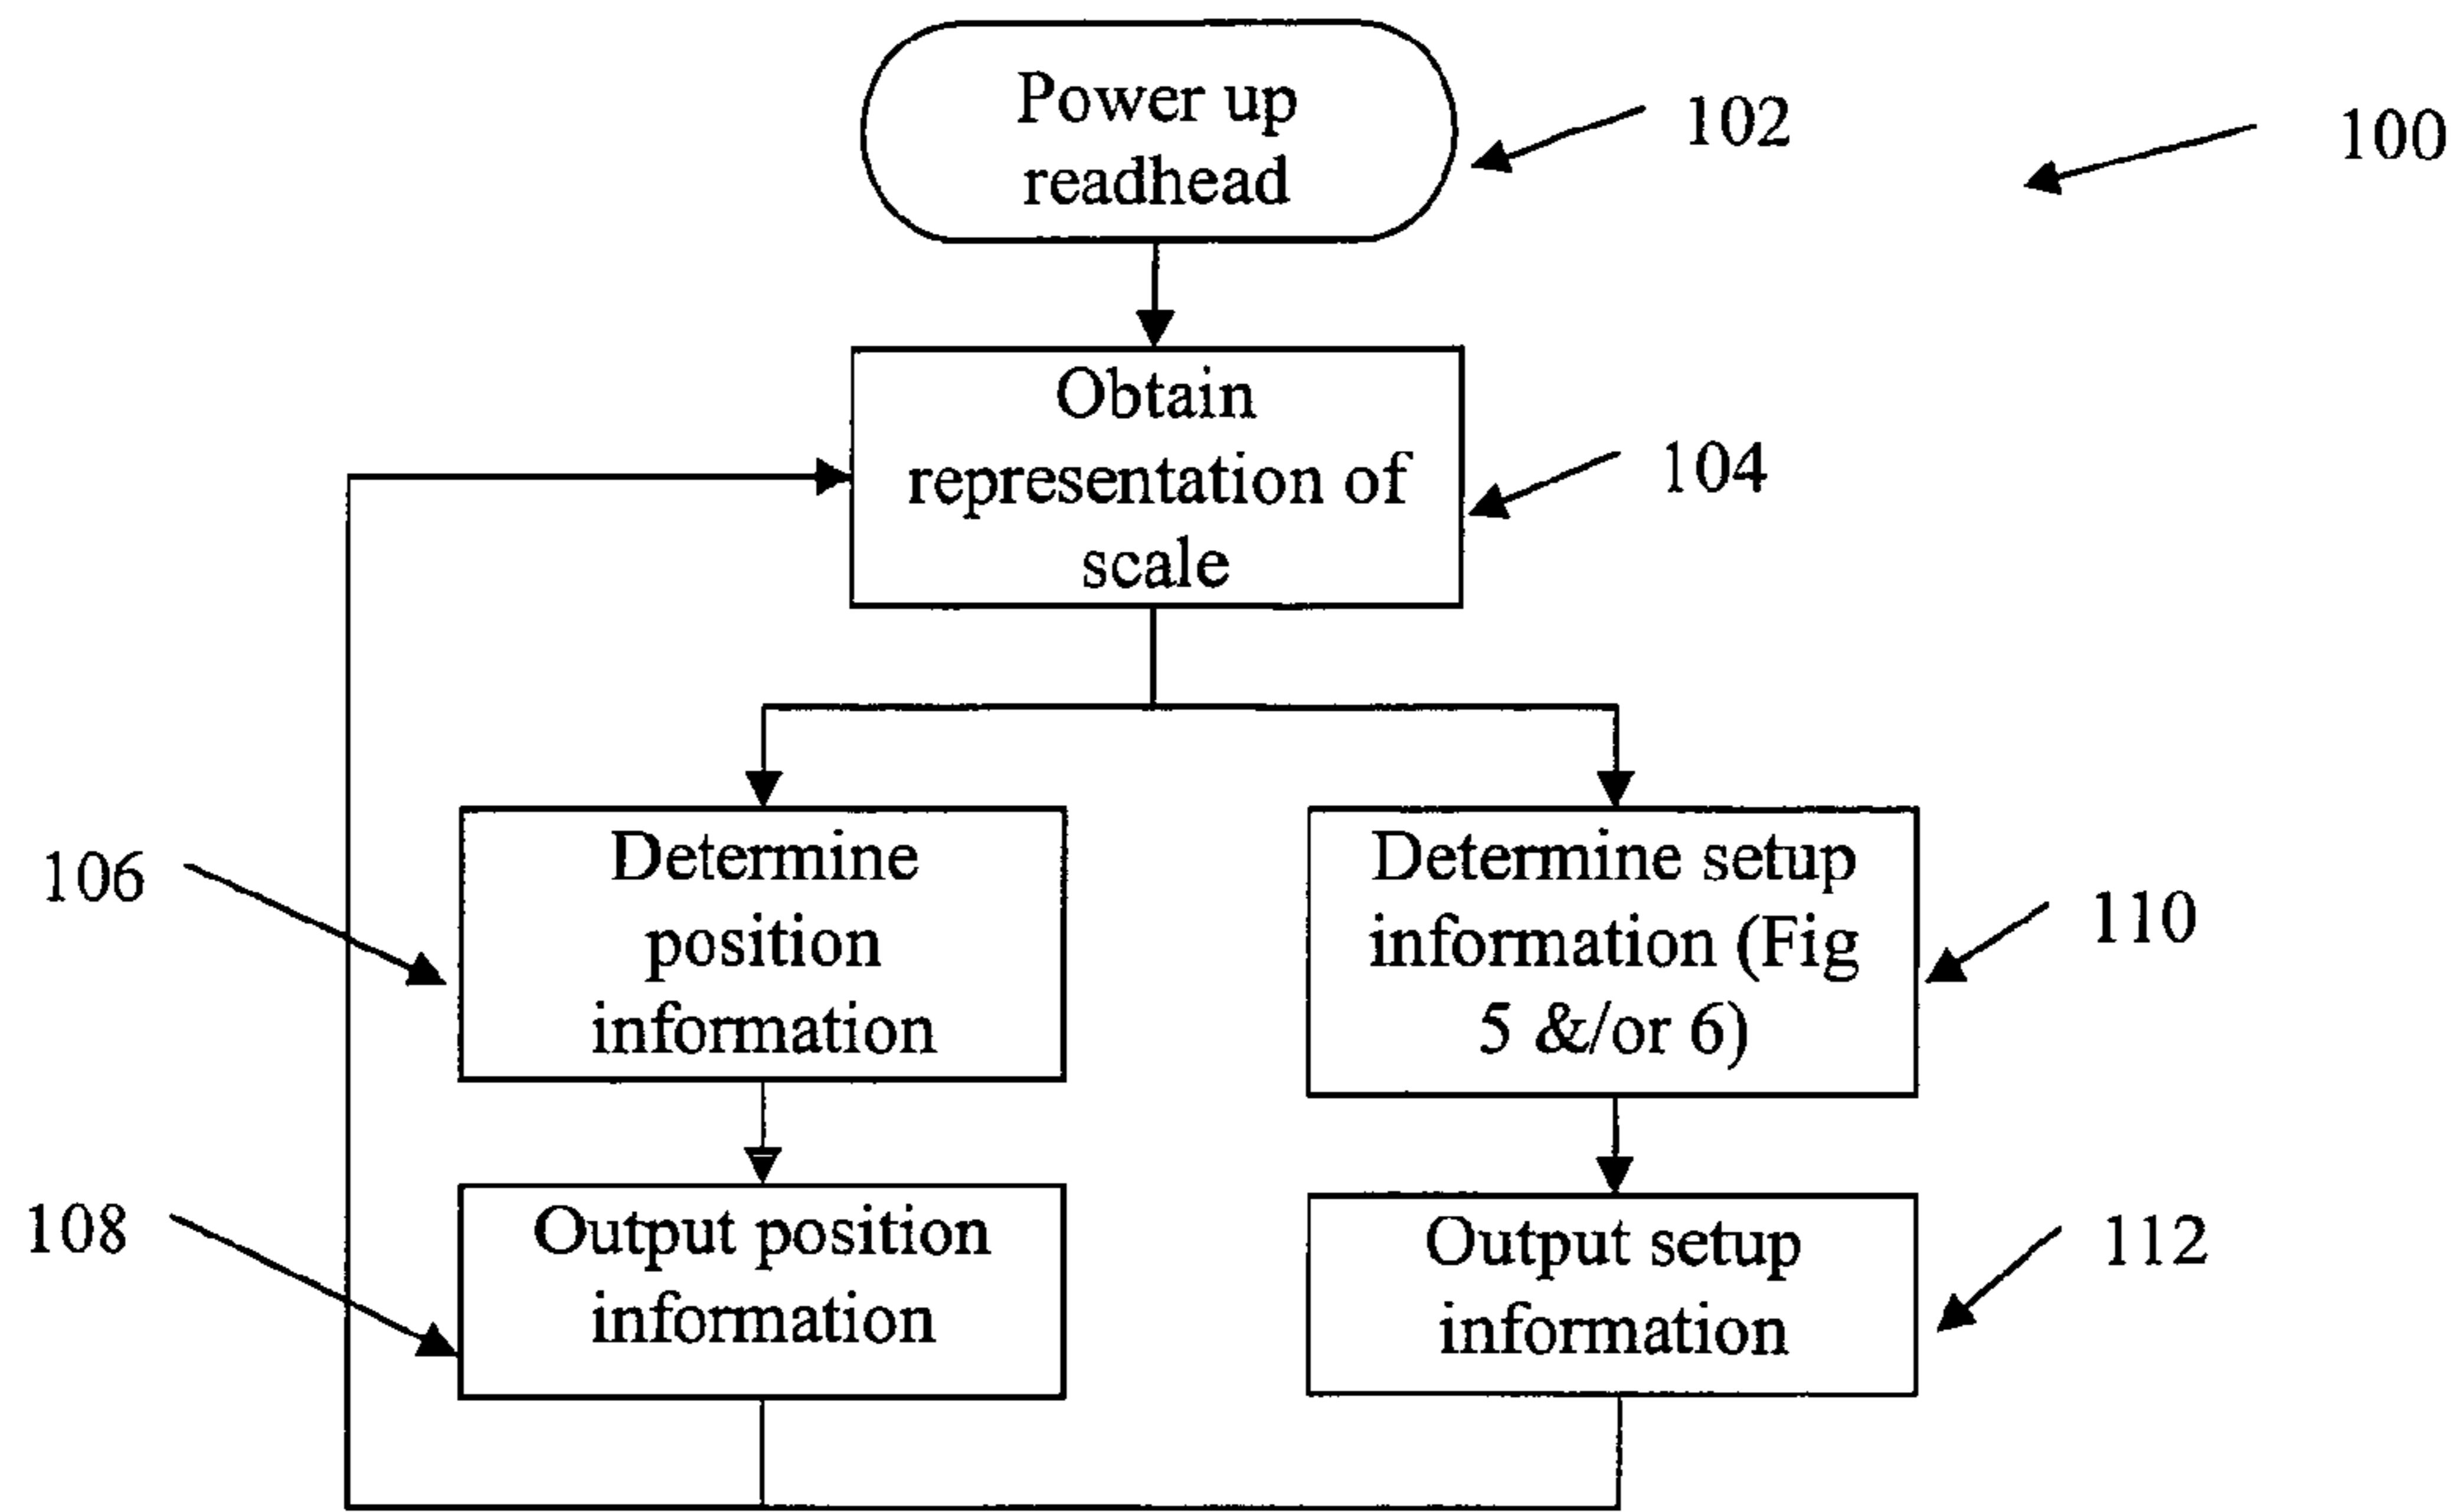 Power up
readhead
102
100
Obtain
representation of
scale
104
106
Determine
position
information
Determine setup
information (Fig
5 &/or 6)
110
108
Output position
information
Output setup
information
112